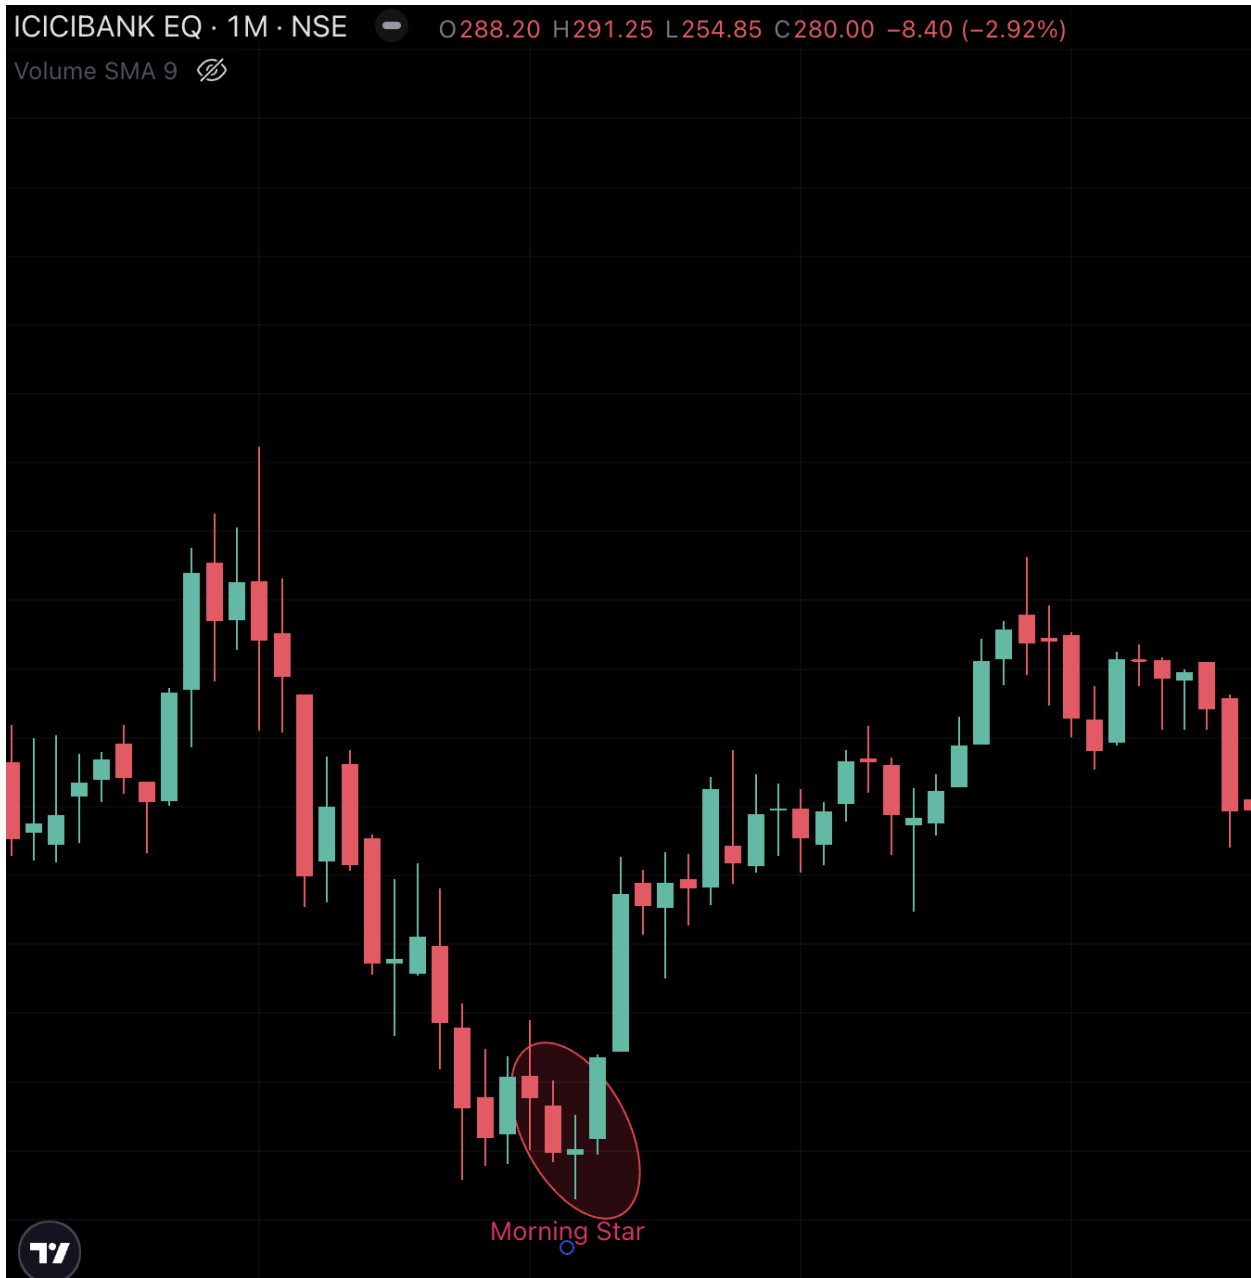 ICICIBANK EQ · 1M · NSE O288.20 H291.25 L254.85 C280.00 −8.40 (−2.92%)
Volume SMA 9
Morning Star